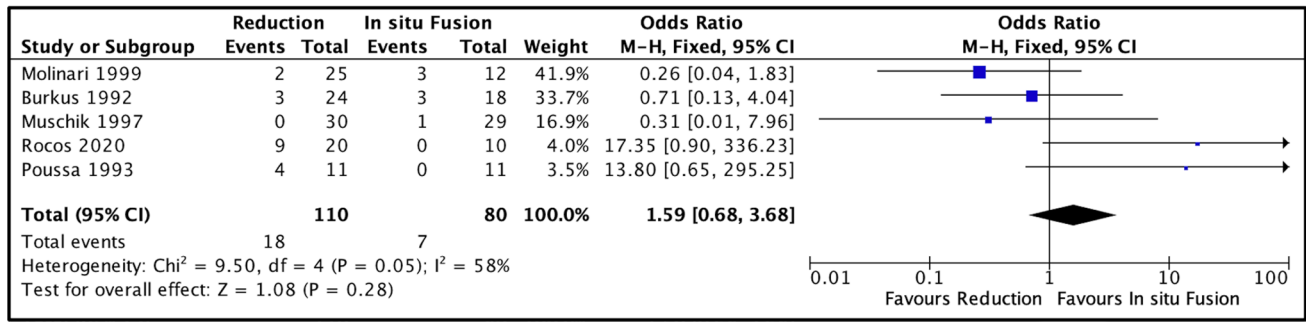 Reduction In situ Fusion Odds Ratio Odds Ratio
Study or Subgroup Events Total Events Total Weight M-H, Fixed, 95% CI M-H, Fixed, 95% CI
Molinari 1999 2 25 3 12 41.9% 0.26 [0.04, 1.83]
Burkus 1992 3 24 3 18 33.7% 0.71 [0.13, 4.04]
Muschik 1997 0 30 1 29 16.9% 0.31 [0.01, 7.96]
Rocos 2020 9 20 0 10 4.0% 17.35 [0.90, 336.23]
Poussa 1993 4 11 0 11 3.5% 13.80 [0.65, 295.25]
Total (95% CI) 110 80 100.0% 1.59 [0.68, 3.68]
Total events 18 7
Heterogeneity: Chi² = 9.50, df = 4 (P = 0.05); I² = 58%
Test for overall effect: Z = 1.08 (P = 0.28)
0.01 0.1 1 10 100
Favours Reduction Favours In situ Fusion